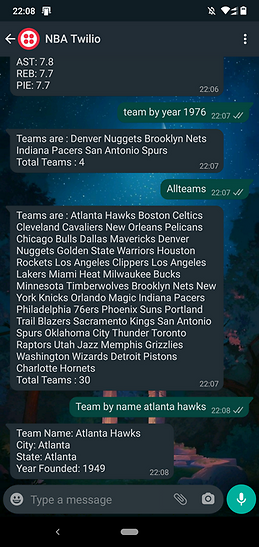 22:08
NBA Twilio
AST: 7.8
REB: 7.7
PIE: 7.7
22:06
team by year 1976
22:07
Teams are : Denver Nuggets Brooklyn Nets
Indiana Pacers San Antonio Spurs
Total Teams : 4
22:07
Allteams
22:07
Teams are : Atlanta Hawks Boston Celtics
Cleveland Cavaliers New Orleans Pelicans
Chicago Bulls Dallas Mavericks Denver
Nuggets Golden State Warriors Houston
Rockets Los Angeles Clippers Los Angeles
Lakers Miami Heat Milwaukee Bucks
Minnesota Timberwolves Brooklyn Nets New
York Knicks Orlando Magic Indiana Pacers
Philadelphia 76ers Phoenix Suns Portland
Trail Blazers Sacramento Kings San Antonio
Spurs Oklahoma City Thunder Toronto
Raptors Utah Jazz Memphis Grizzlies
Washington Wizards Detroit Pistons
Charlotte Hornets
Total Teams : 30
22:07
Team by name atlanta hawks
22:08
Team Name: Atlanta Hawks
City: Atlanta
State: Atlanta
Year Founded: 1949
22:08
Type a message